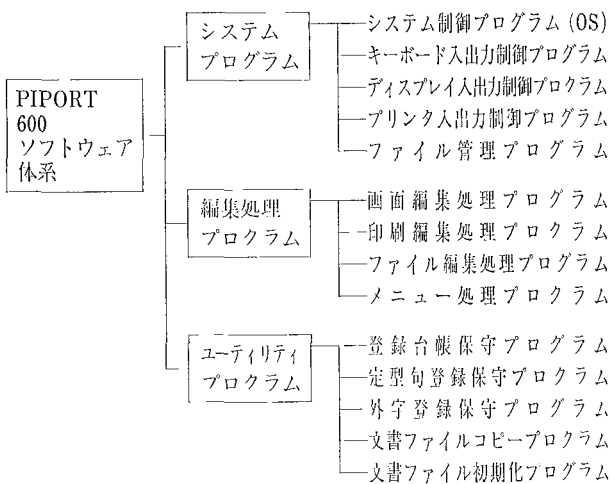 PIPORT
600
ソフトウェア
体系
システム
プログラム
システム制御プログラム(OS)
キーボード入出力制御プログラム
ディスプレイ入出力制御プログラム
プリンタ入出力制御プログラム
ファイル管理プログラム
編集処理
プログラム
画面編集処理プログラム
印刷編集処理プログラム
ファイル編集処理プログラム
メニュー処理プログラム
ユーティリティ
プログラム
登録台帳保守プログラム
定型句登録保守プログラム
外字登録保守プログラム
文書ファイルコピープログラム
文書ファイル初期化プログラム